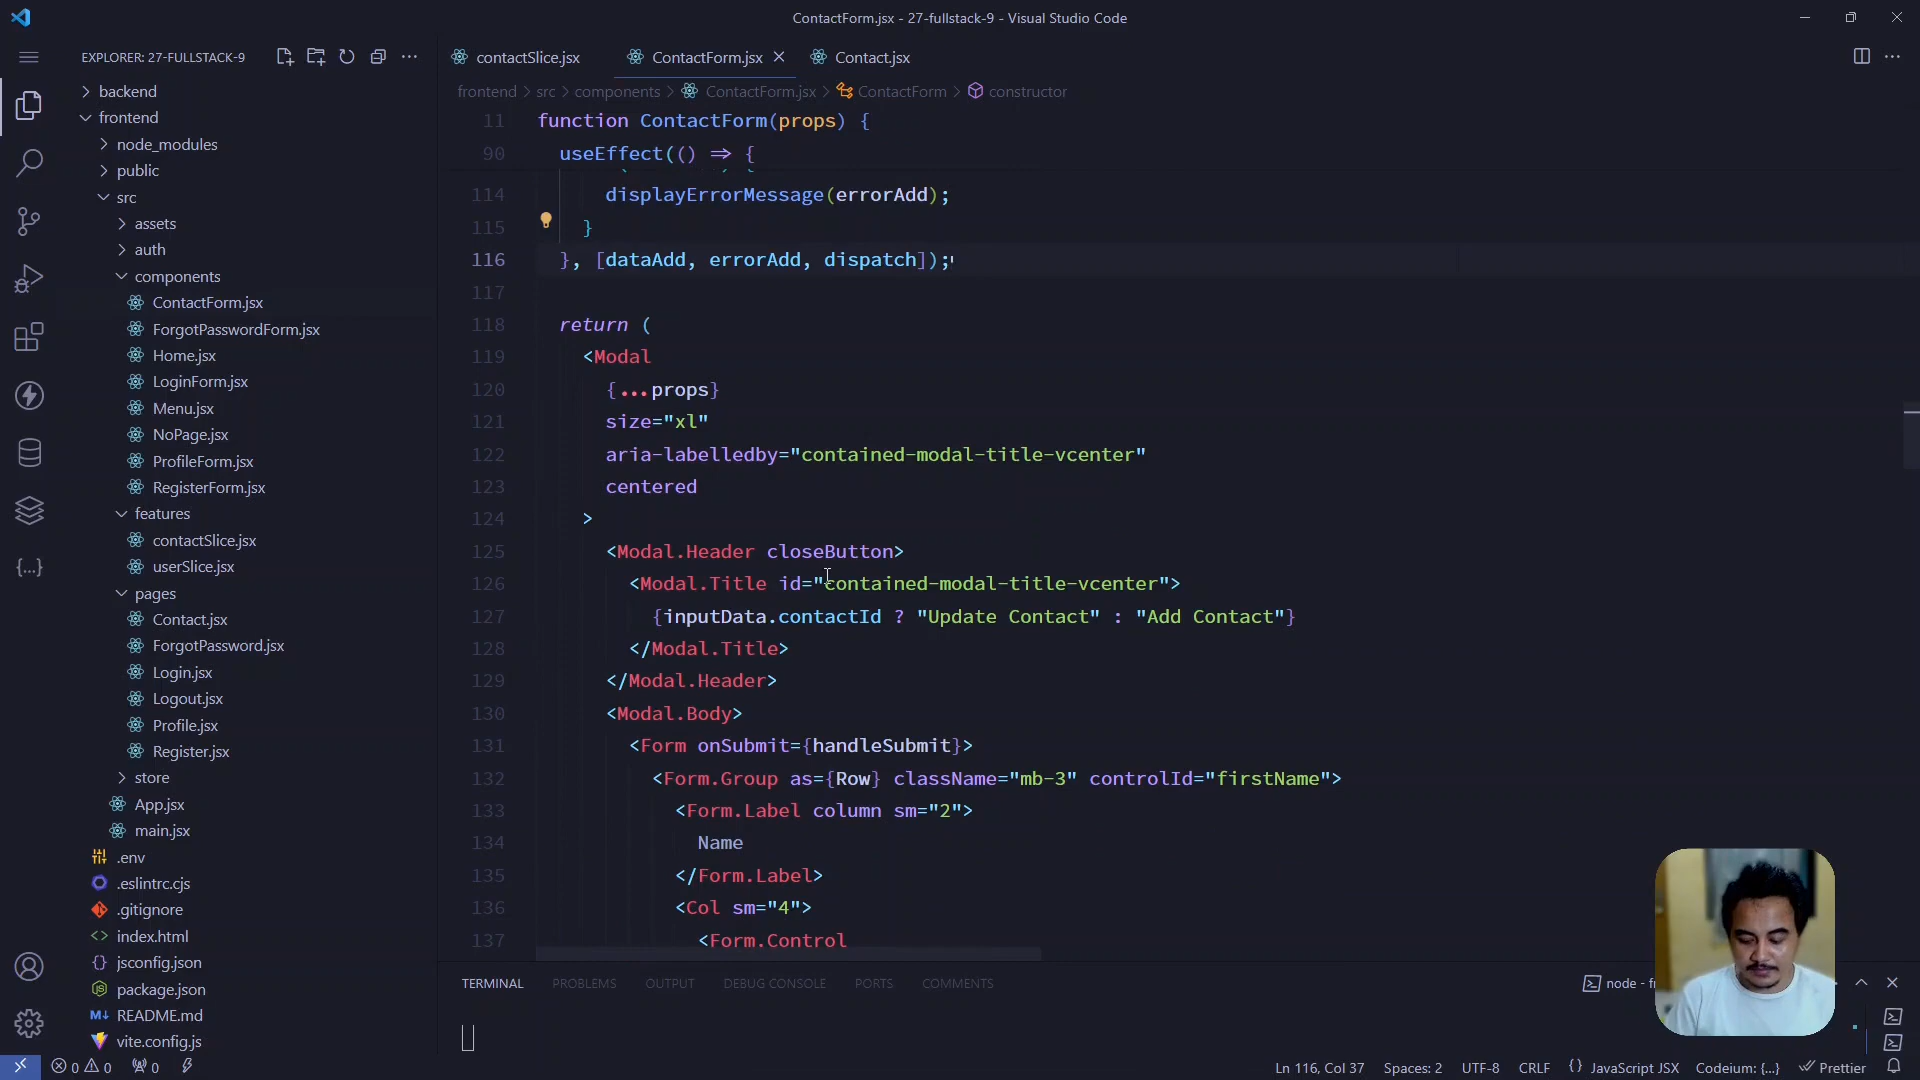 ContactForm.jsx - 27-fullstack-9 - Visual Studio Code
EXPLORER: 27-FULLSTACK-9
backend
frontend
node_modules
public
src
assets
auth
components
ContactForm.jsx
ForgotPasswordForm.jsx
Home.jsx
LoginForm.jsx
Menu.jsx
NoPage.jsx
ProfileForm.jsx
RegisterForm.jsx
features
contactSlice.jsx
userSlice.jsx
pages
Contact.jsx
ForgotPassword.jsx
Login.jsx
Logout.jsx
Profile.jsx
Register.jsx
store
App.jsx
main.jsx
.env
.eslintrc.cjs
.gitignore
index.html
jsconfig.json
package.json
README.md
vite.config.js
contactSlice.jsx ContactForm.jsx Contact.jsx
frontend > src > components > ContactForm.jsx > ContactForm > constructor
11 function ContactForm(props) {
90 useEffect(() => {
114 displayErrorMessage(errorAdd);
115 }
116 }, [dataAdd, errorAdd, dispatch]);
117
118 return (
119 <Modal
120 {...props}
121 size="xl"
122 aria-labelledby="contained-modal-title-vcenter"
123 centered
124 >
125 <Modal.Header closeButton>
126 <Modal.Title id="contained-modal-title-vcenter">
127 {inputData.contactId ? "Update Contact" : "Add Contact"}
128 </Modal.Title>
129 </Modal.Header>
130 <Modal.Body>
131 <Form onSubmit={handleSubmit}>
132 <Form.Group as={Row} className="mb-3" controlId="firstName">
133 <Form.Label column sm="2">
134 Name
135 </Form.Label>
136 <Col sm="4">
137 <Form.Control
TERMINAL PROBLEMS OUTPUT DEBUG CONSOLE PORTS COMMENTS
node - f
0 0 0 Ln 116, Col 37 Spaces: 2 UTF-8 CRLF {} JavaScript JSX Codeium: {...} Prettier